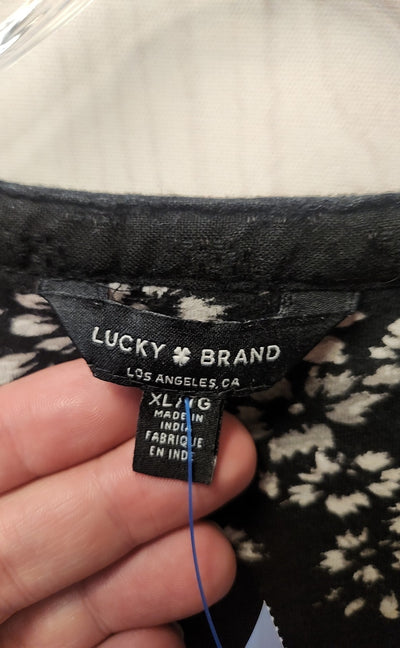 LUCKY BRAND
LOS ANGELES, CA
XL/TG
MADE IN
INDIA
FABRIQUE
EN INDE